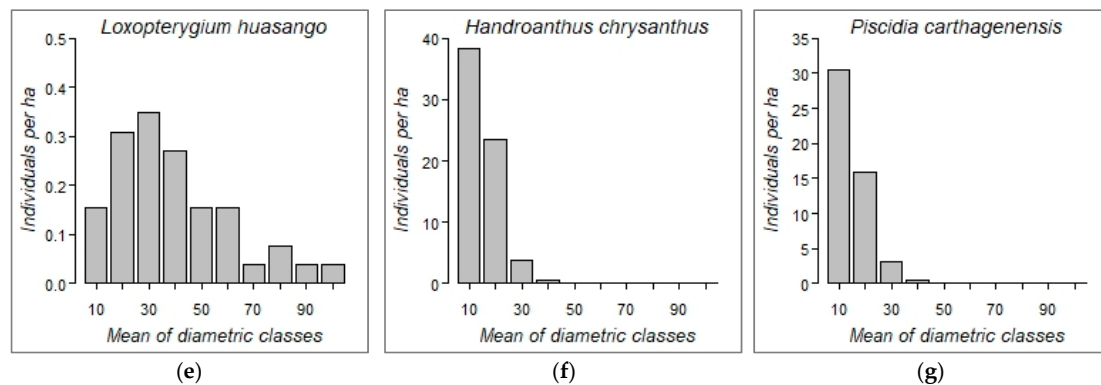 Loxopterygium huasango
Individuals per ha
0.5
0.4
0.3
0.2
0.1
0.0
10 30 50 70 90
Mean of diametric classes
(e)
Handroanthus chrysanthus
Individuals per ha
40
30
20
10
0
10 30 50 70 90
Mean of diametric classes
(f)
Piscidia carthagenensis
Individuals per ha
35
30
25
20
15
10
5
0
10 30 50 70 90
Mean of diametric classes
(g)